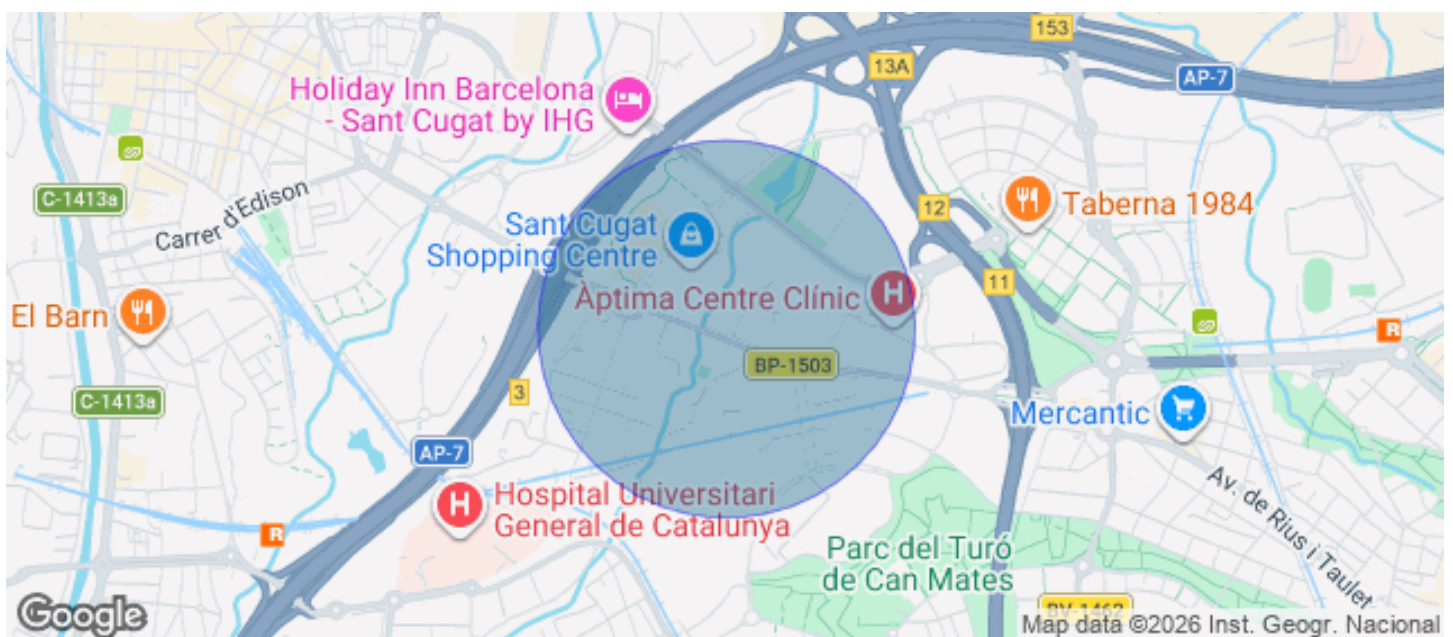 153
13A
AP-7
Holiday Inn Barcelona
- Sant Cugat by IHG
C-1413a
Carrer d'Edison
12
Taberna 1984
Sant Cugat
Shopping Centre
11
Àptima Centre Clínic
H
El Barn
R
BP-1503
3
C-1413a
Mercantic
AP-7
H
Hospital Universitari
General de Catalunya
Av. de Rius i Taulet
R
Parc del Turó
de Can Mates
BV-1462
Google
Map data ©2026 Inst. Geogr. Nacional